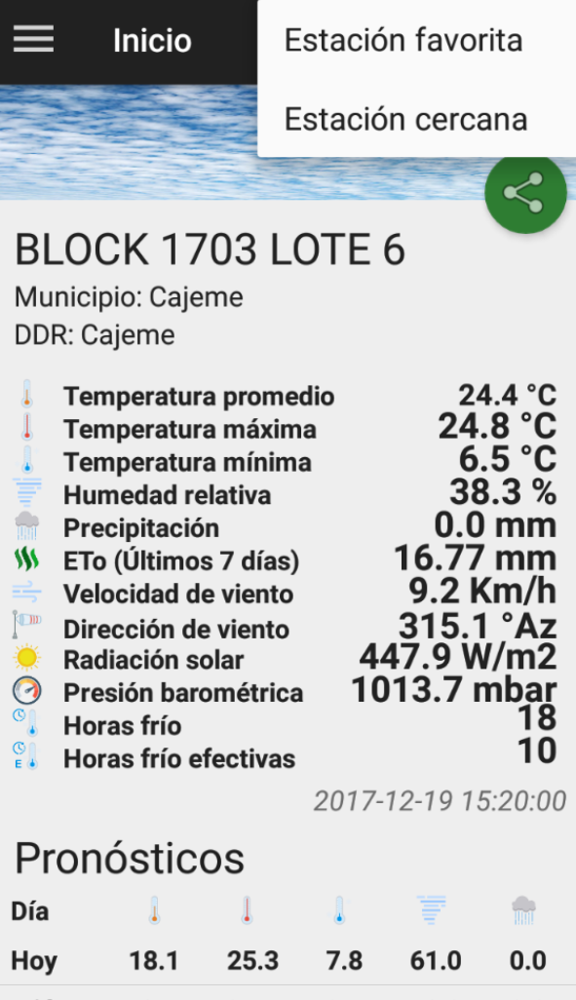 Inicio
Estación favorita
Estación cercana
BLOCK 1703 LOTE 6
Municipio: Cajeme
DDR: Cajeme
Temperatura promedio 24.4 °C
Temperatura máxima 24.8 °C
Temperatura mínima 6.5 °C
Humedad relativa 38.3 %
Precipitación 0.0 mm
ETo (Últimos 7 días) 16.77 mm
Velocidad de viento 9.2 Km/h
Dirección de viento 315.1 °Az
Radiación solar 447.9 W/m2
Presión barométrica 1013.7 mbar
Horas frío 18
E Horas frío efectivas 10
2017-12-19 15:20:00
Pronósticos
Día
Hoy 18.1 25.3 7.8 61.0 0.0